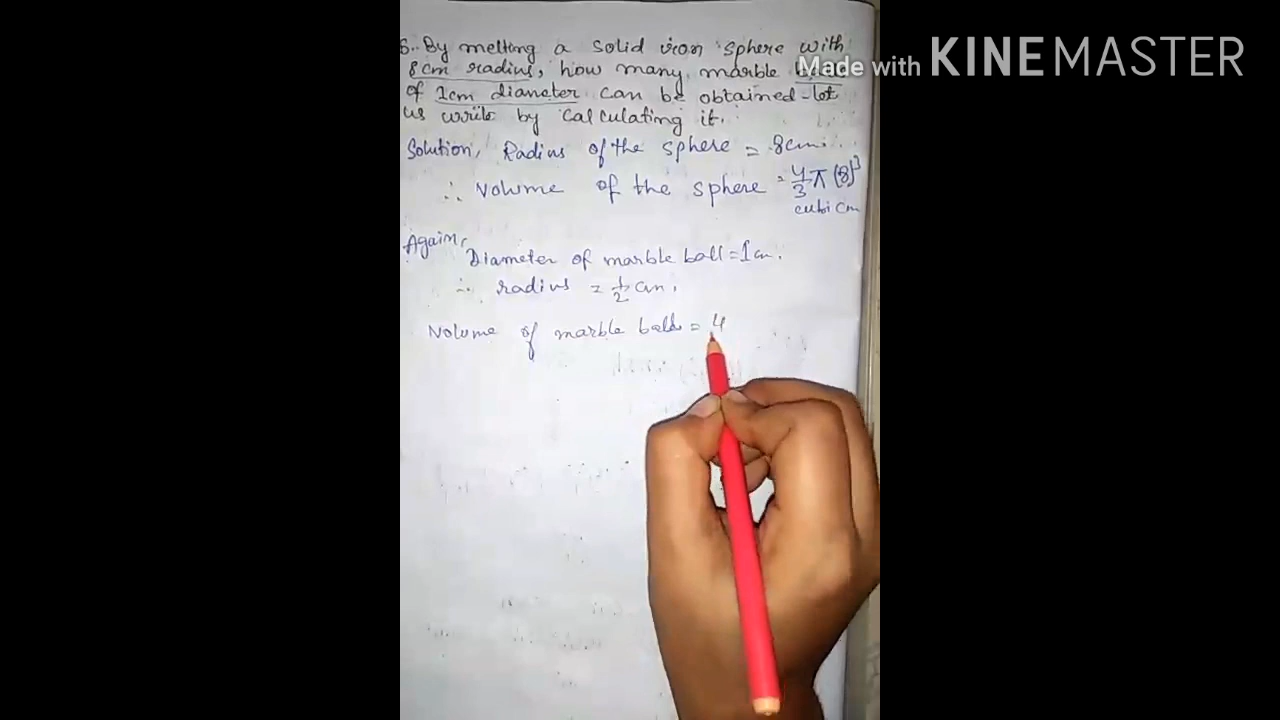 By melting a solid iron sphere with
8cm radius, how many marble
of 1cm diameter can be obtained-let
us write by calculating it.
Solution, Radius of the sphere = 8cm.
∴ Volume of the sphere = 4/3 π (8)³
cubic cm
Again,
Diameter of marble ball = 1cm.
∴ radius = 1/2 cm.
Volume of marble balls = 4
Made with KINEMASTER